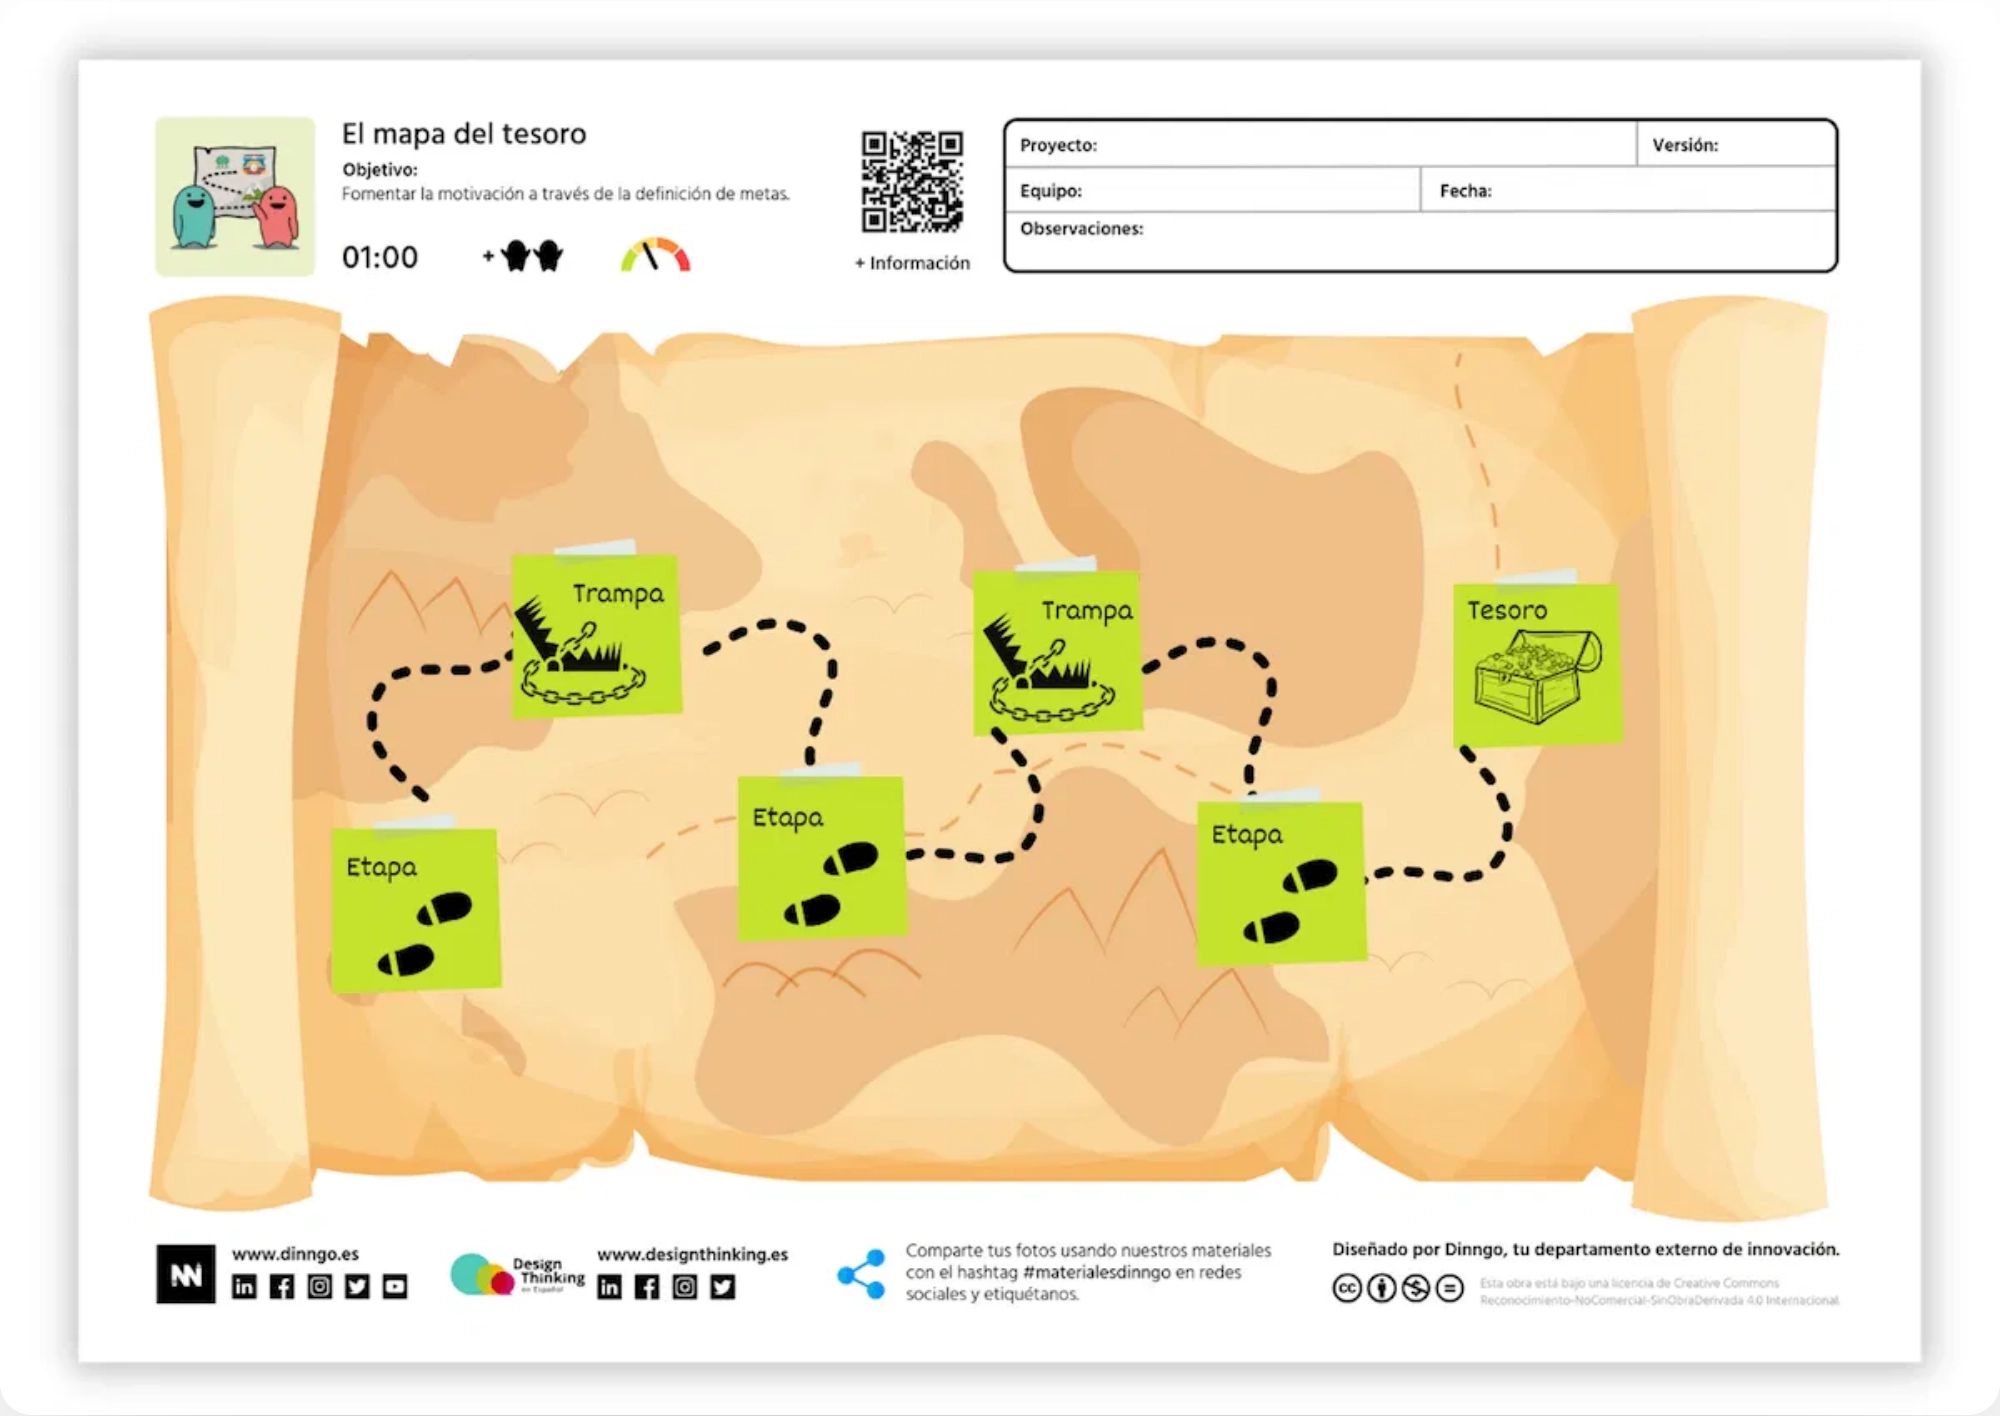 El mapa del tesoro
Objetivo:
Fomentar la motivación a través de la definición de metas.
01:00
+
+ Información
Proyecto:
Versión:
Equipo:
Fecha:
Observaciones:
Trampa
Trampa
Tesoro
Etapa
Etapa
Etapa
www.dinngo.es
Design
Thinking
en Español
www.designthinking.es
Comparte tus fotos usando nuestros materiales
con el hashtag #materialesdinngo en redes
sociales y etiquétanos.
Diseñado por Dinngo, tu departamento externo de innovación.
Esta obra está bajo una licencia de Creative Commons
Reconocimiento-NoComercial-SinObraDerivada 4.0 Internacional